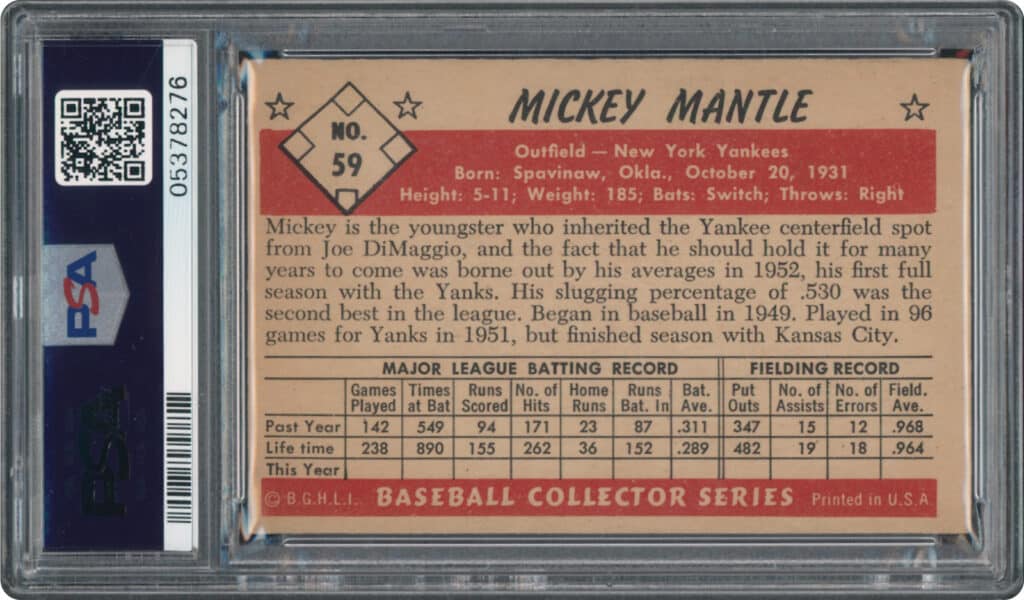 05378276
PSA
PSA
NO.
59
MICKEY MANTLE
Outfield — New York Yankees
Born: Spavinaw, Okla., October 20, 1931
Height: 5-11; Weight: 185; Bats: Switch; Throws: Right
Mickey is the youngster who inherited the Yankee centerfield spot
from Joe DiMaggio, and the fact that he should hold it for many
years to come was borne out by his averages in 1952, his first full
season with the Yanks. His slugging percentage of .530 was the
second best in the league. Began in baseball in 1949. Played in 96
games for Yanks in 1951, but finished season with Kansas City.
MAJOR LEAGUE BATTING RECORD FIELDING RECORD
Games Times Runs No. of Home Runs Bat. Put No. of No. of Field.
Played at Bat Scored Hits Runs Bat. In Ave. Outs Assists Errors Ave.
Past Year 142 549 94 171 23 87 .311 347 15 12 .968
Life time 238 890 155 262 36 152 .289 482 19 18 .964
This Year
© B.G.H.L.I. BASEBALL COLLECTOR SERIES Printed in U.S.A